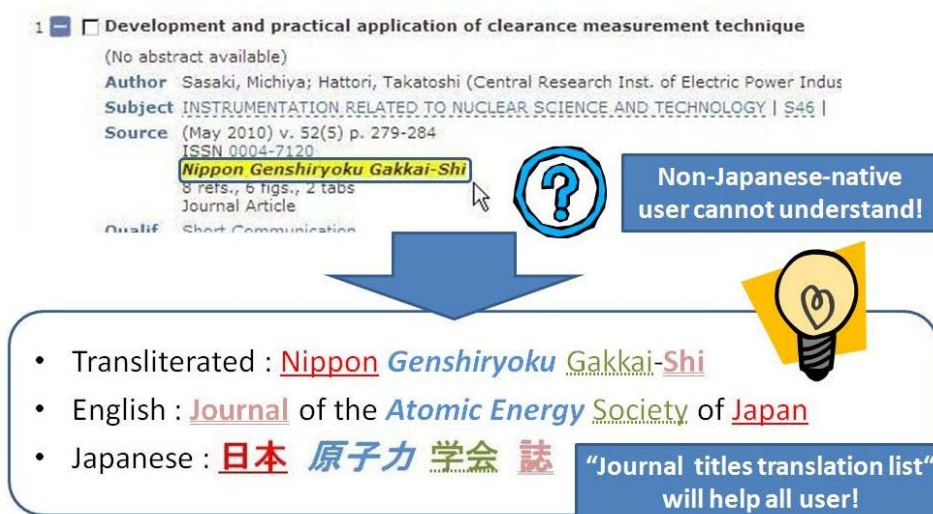 1 Development and practical application of clearance measurement technique
(No abstract available)
Author Sasaki, Michiya; Hattori, Takatoshi (Central Research Inst. of Electric Power Indus
Subject INSTRUMENTATION RELATED TO NUCLEAR SCIENCE AND TECHNOLOGY | S46 |
Source (May 2010) v. 52(5) p. 279-284
ISSN 0004-7120
Nippon Genshiryoku Gakkai-Shi
8 refs., 6 figs., 2 tabs
Journal Article
Qualif Short Communication
?
Non-Japanese-native
user cannot understand!
• Transliterated : Nippon Genshiryoku Gakkai-Shi
• English : Journal of the Atomic Energy Society of Japan
• Japanese : 日本 原子力 学会 誌
“Journal titles translation list“
will help all user!